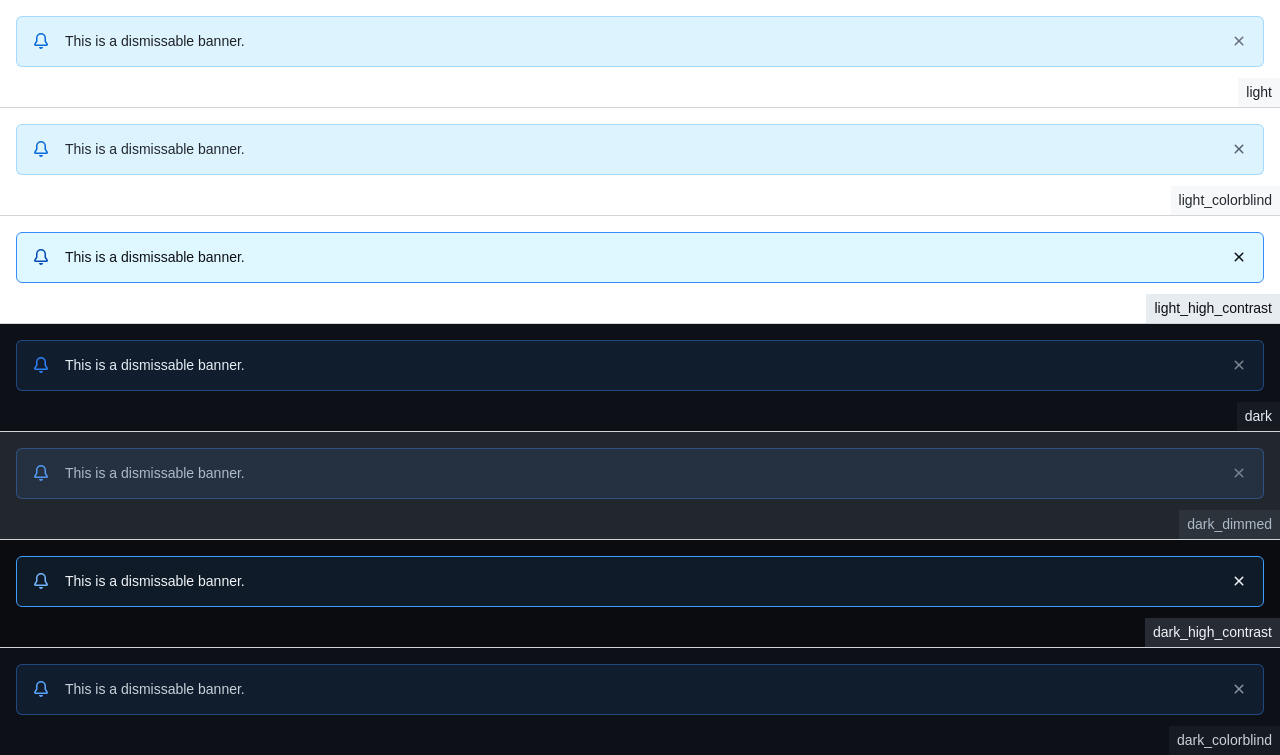 This is a dismissable banner.
light
This is a dismissable banner.
light_colorblind
This is a dismissable banner.
light_high_contrast
This is a dismissable banner.
dark
This is a dismissable banner.
dark_dimmed
This is a dismissable banner.
dark_high_contrast
This is a dismissable banner.
dark_colorblind